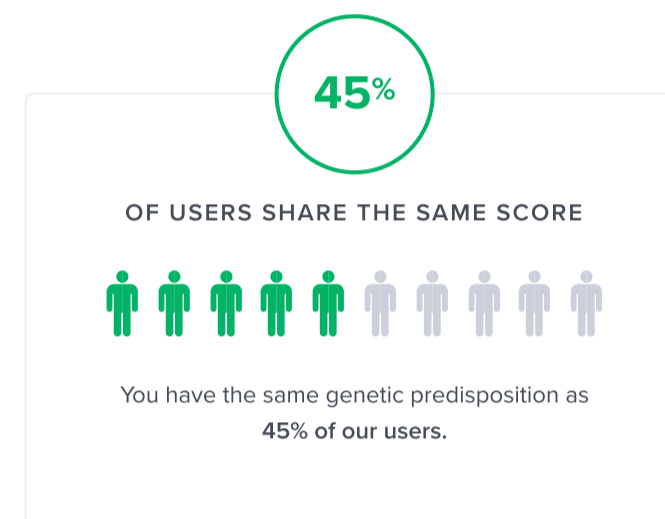 45%
OF USERS SHARE THE SAME SCORE
You have the same genetic predisposition as
45% of our users.